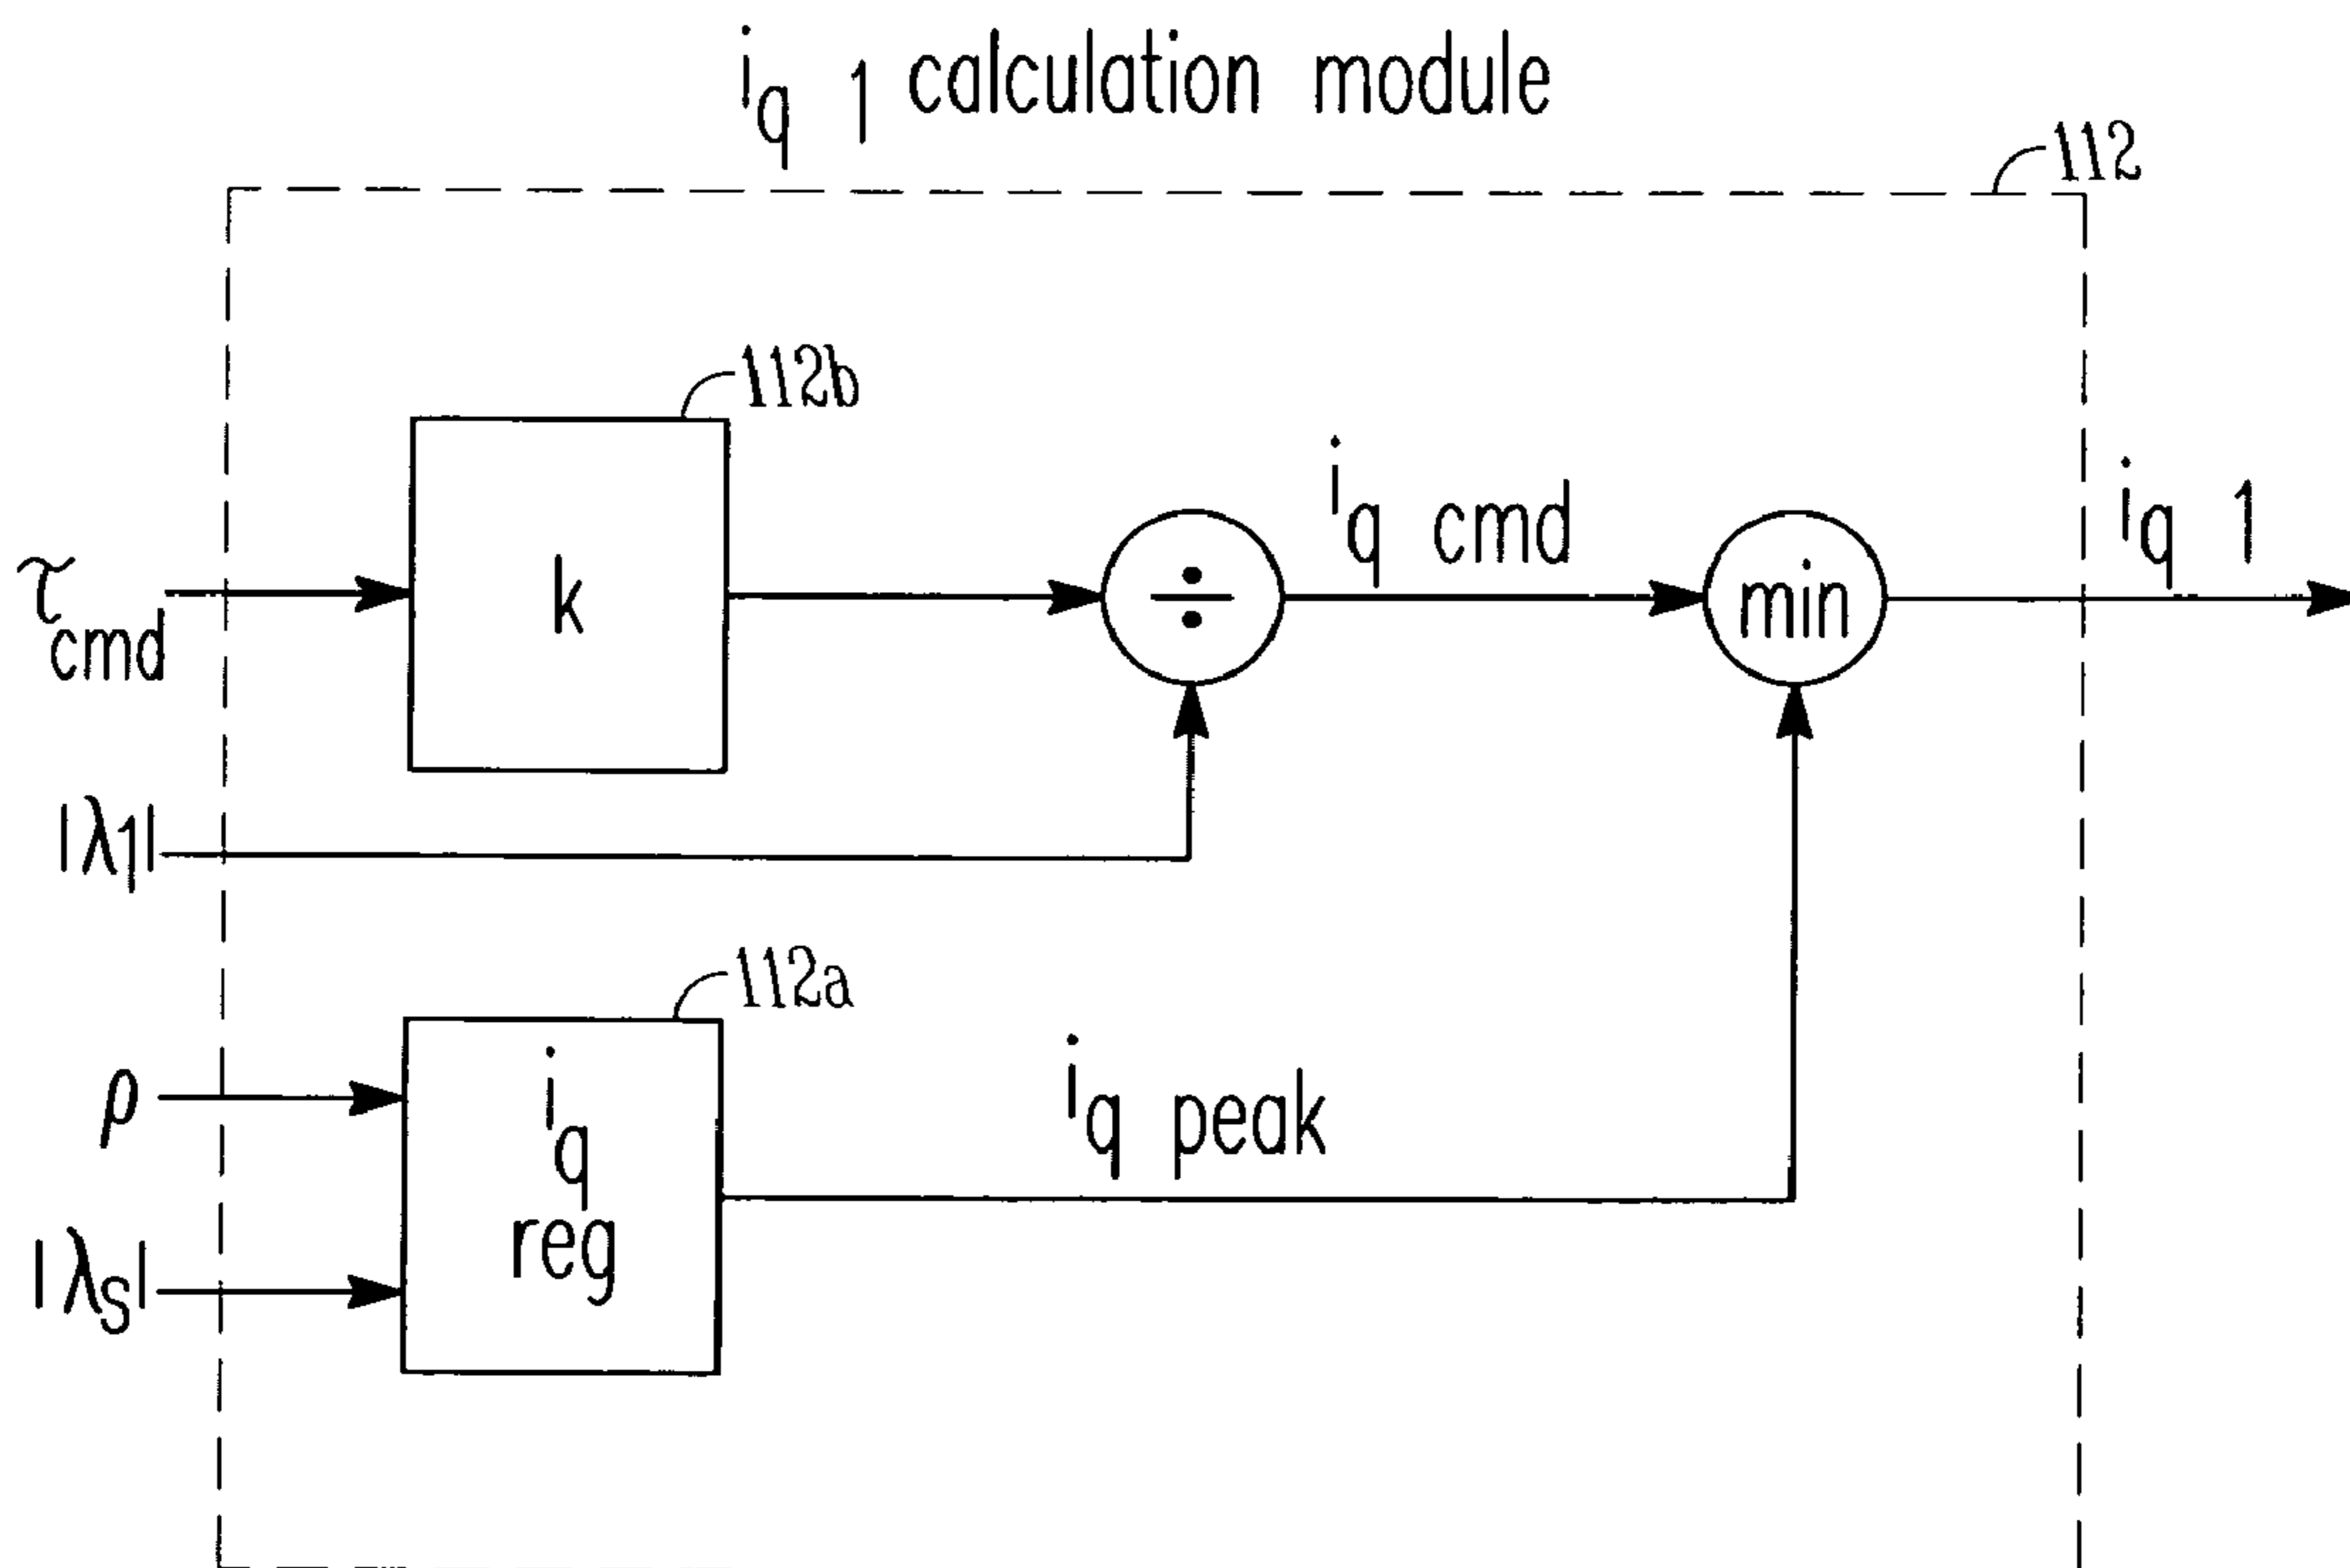 iq 1 calculation module
112
112b
k
τcmd
÷
iq cmd
min
iq 1
|λ1|
112a
ρ
iq
reg
iq peak
|λS|